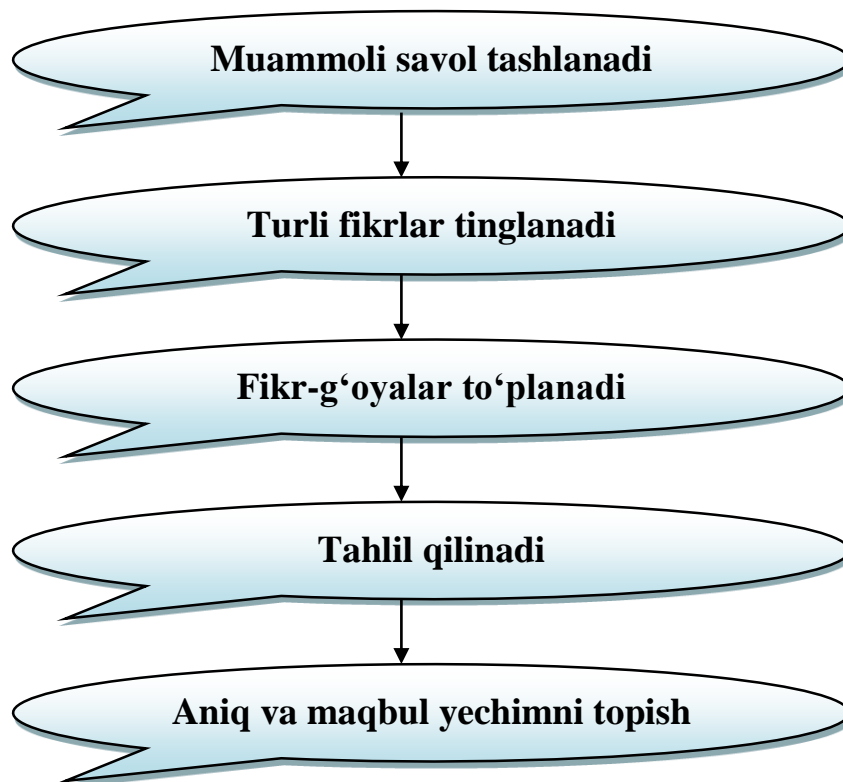 Muammoli savol tashlanadi
Turli fikrlar tinglanadi
Fikr-g‘oyalar to‘planadi
Tahlil qilinadi
Aniq va maqbul yechimni topish